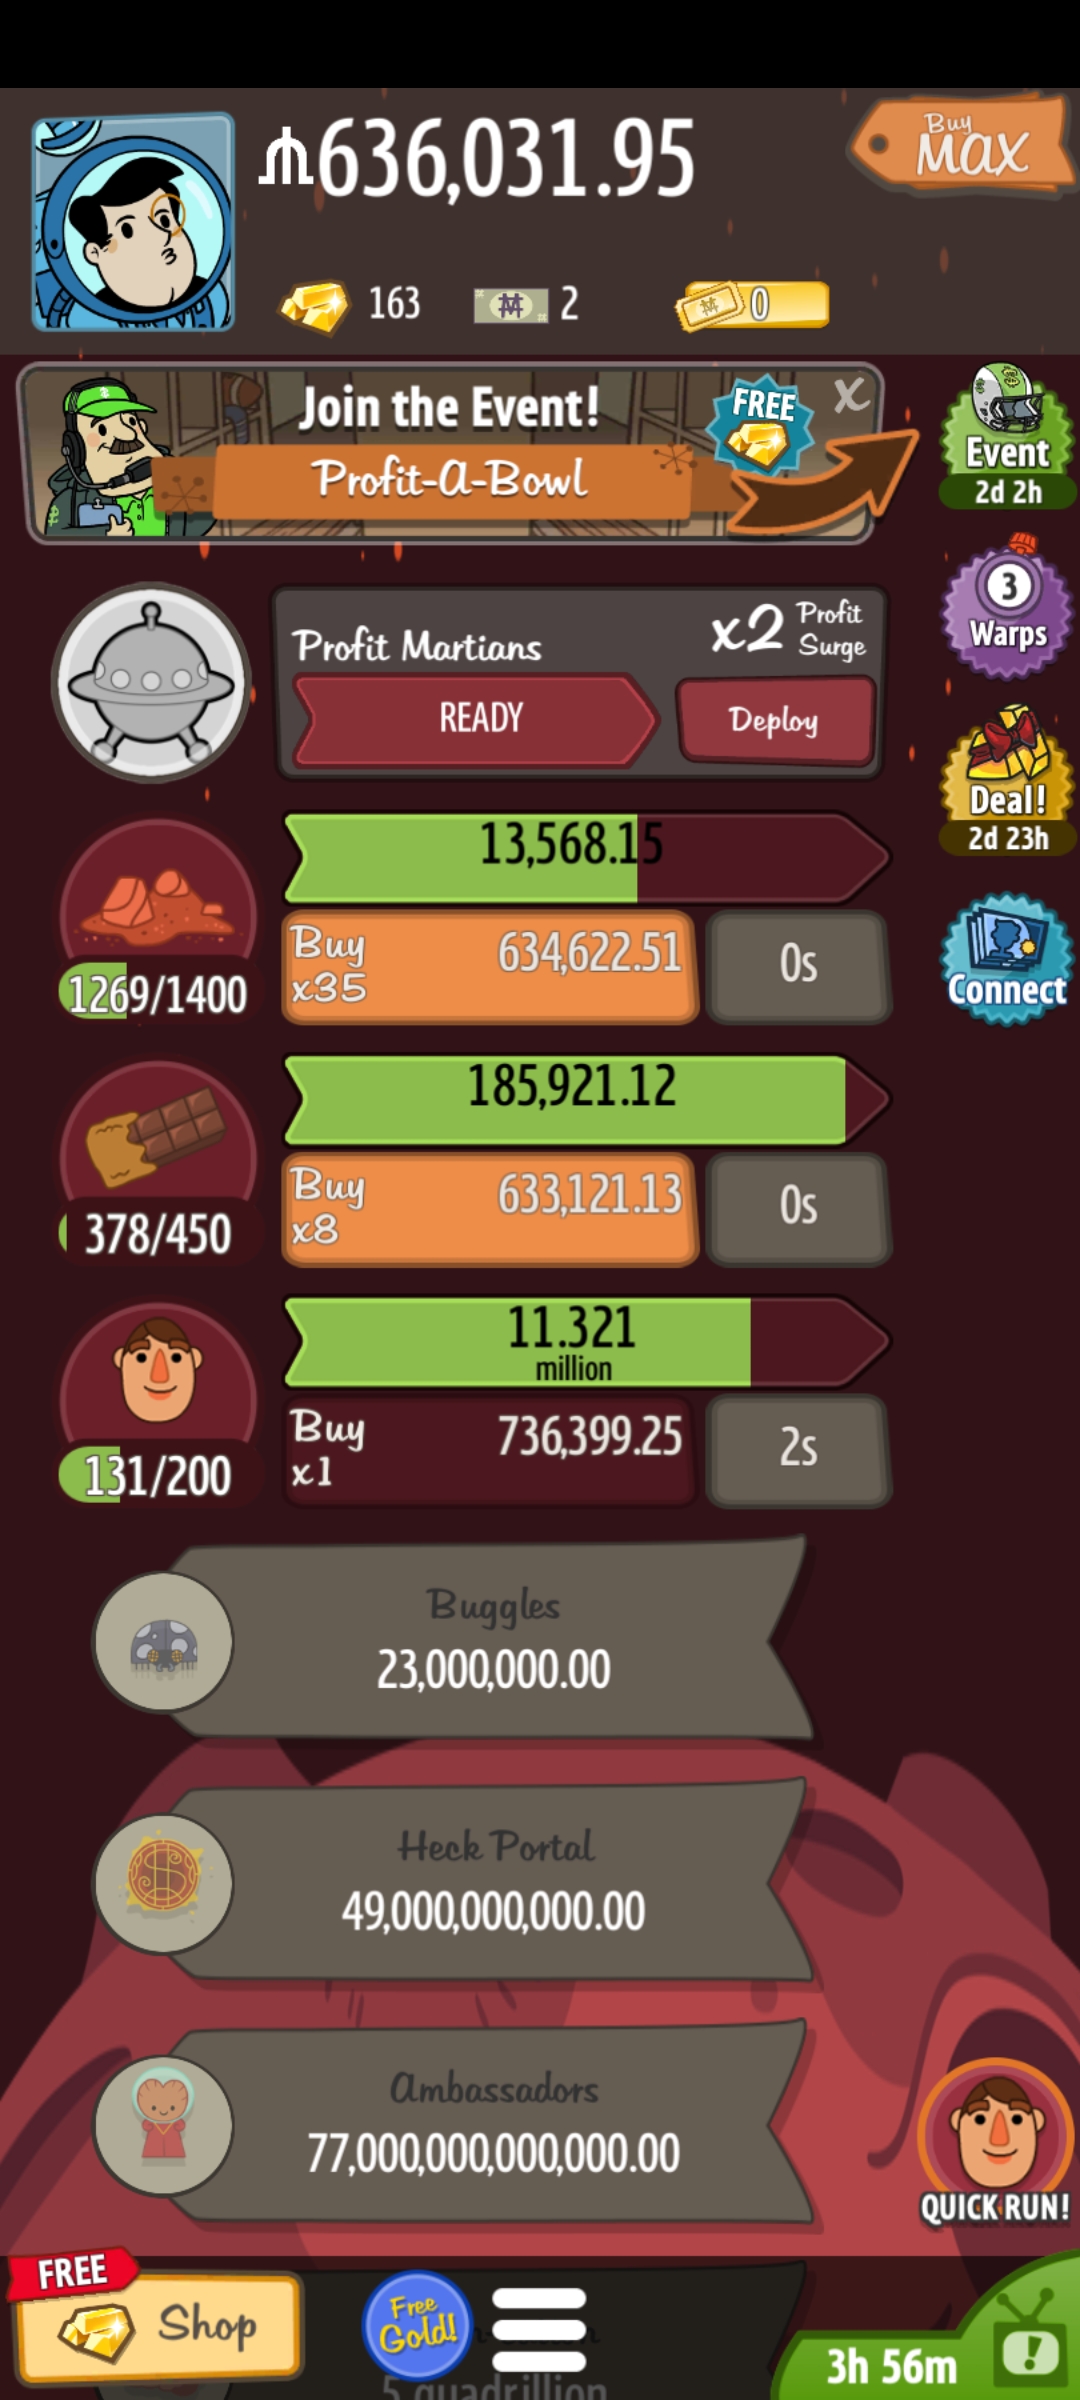 ₼636,031.95
Buy
MAX
163
2
0
Join the Event!
Profit-A-Bowl
FREE
X
Event
2d 2h
3
Warps
Profit Martians
x2 Profit
Surge
READY
Deploy
Deal!
2d 23h
13,568.15
1269/1400
Buy
x35
634,622.51
0s
Connect
185,921.12
378/450
Buy
x8
633,121.13
0s
11.321
million
131/200
Buy
x1
736,399.25
2s
Buggles
23,000,000.00
Heck Portal
49,000,000,000.00
Ambassadors
77,000,000,000,000.00
QUICK RUN!
FREE
Shop
Free
Gold!
5 quadrillion
3h 56m
!